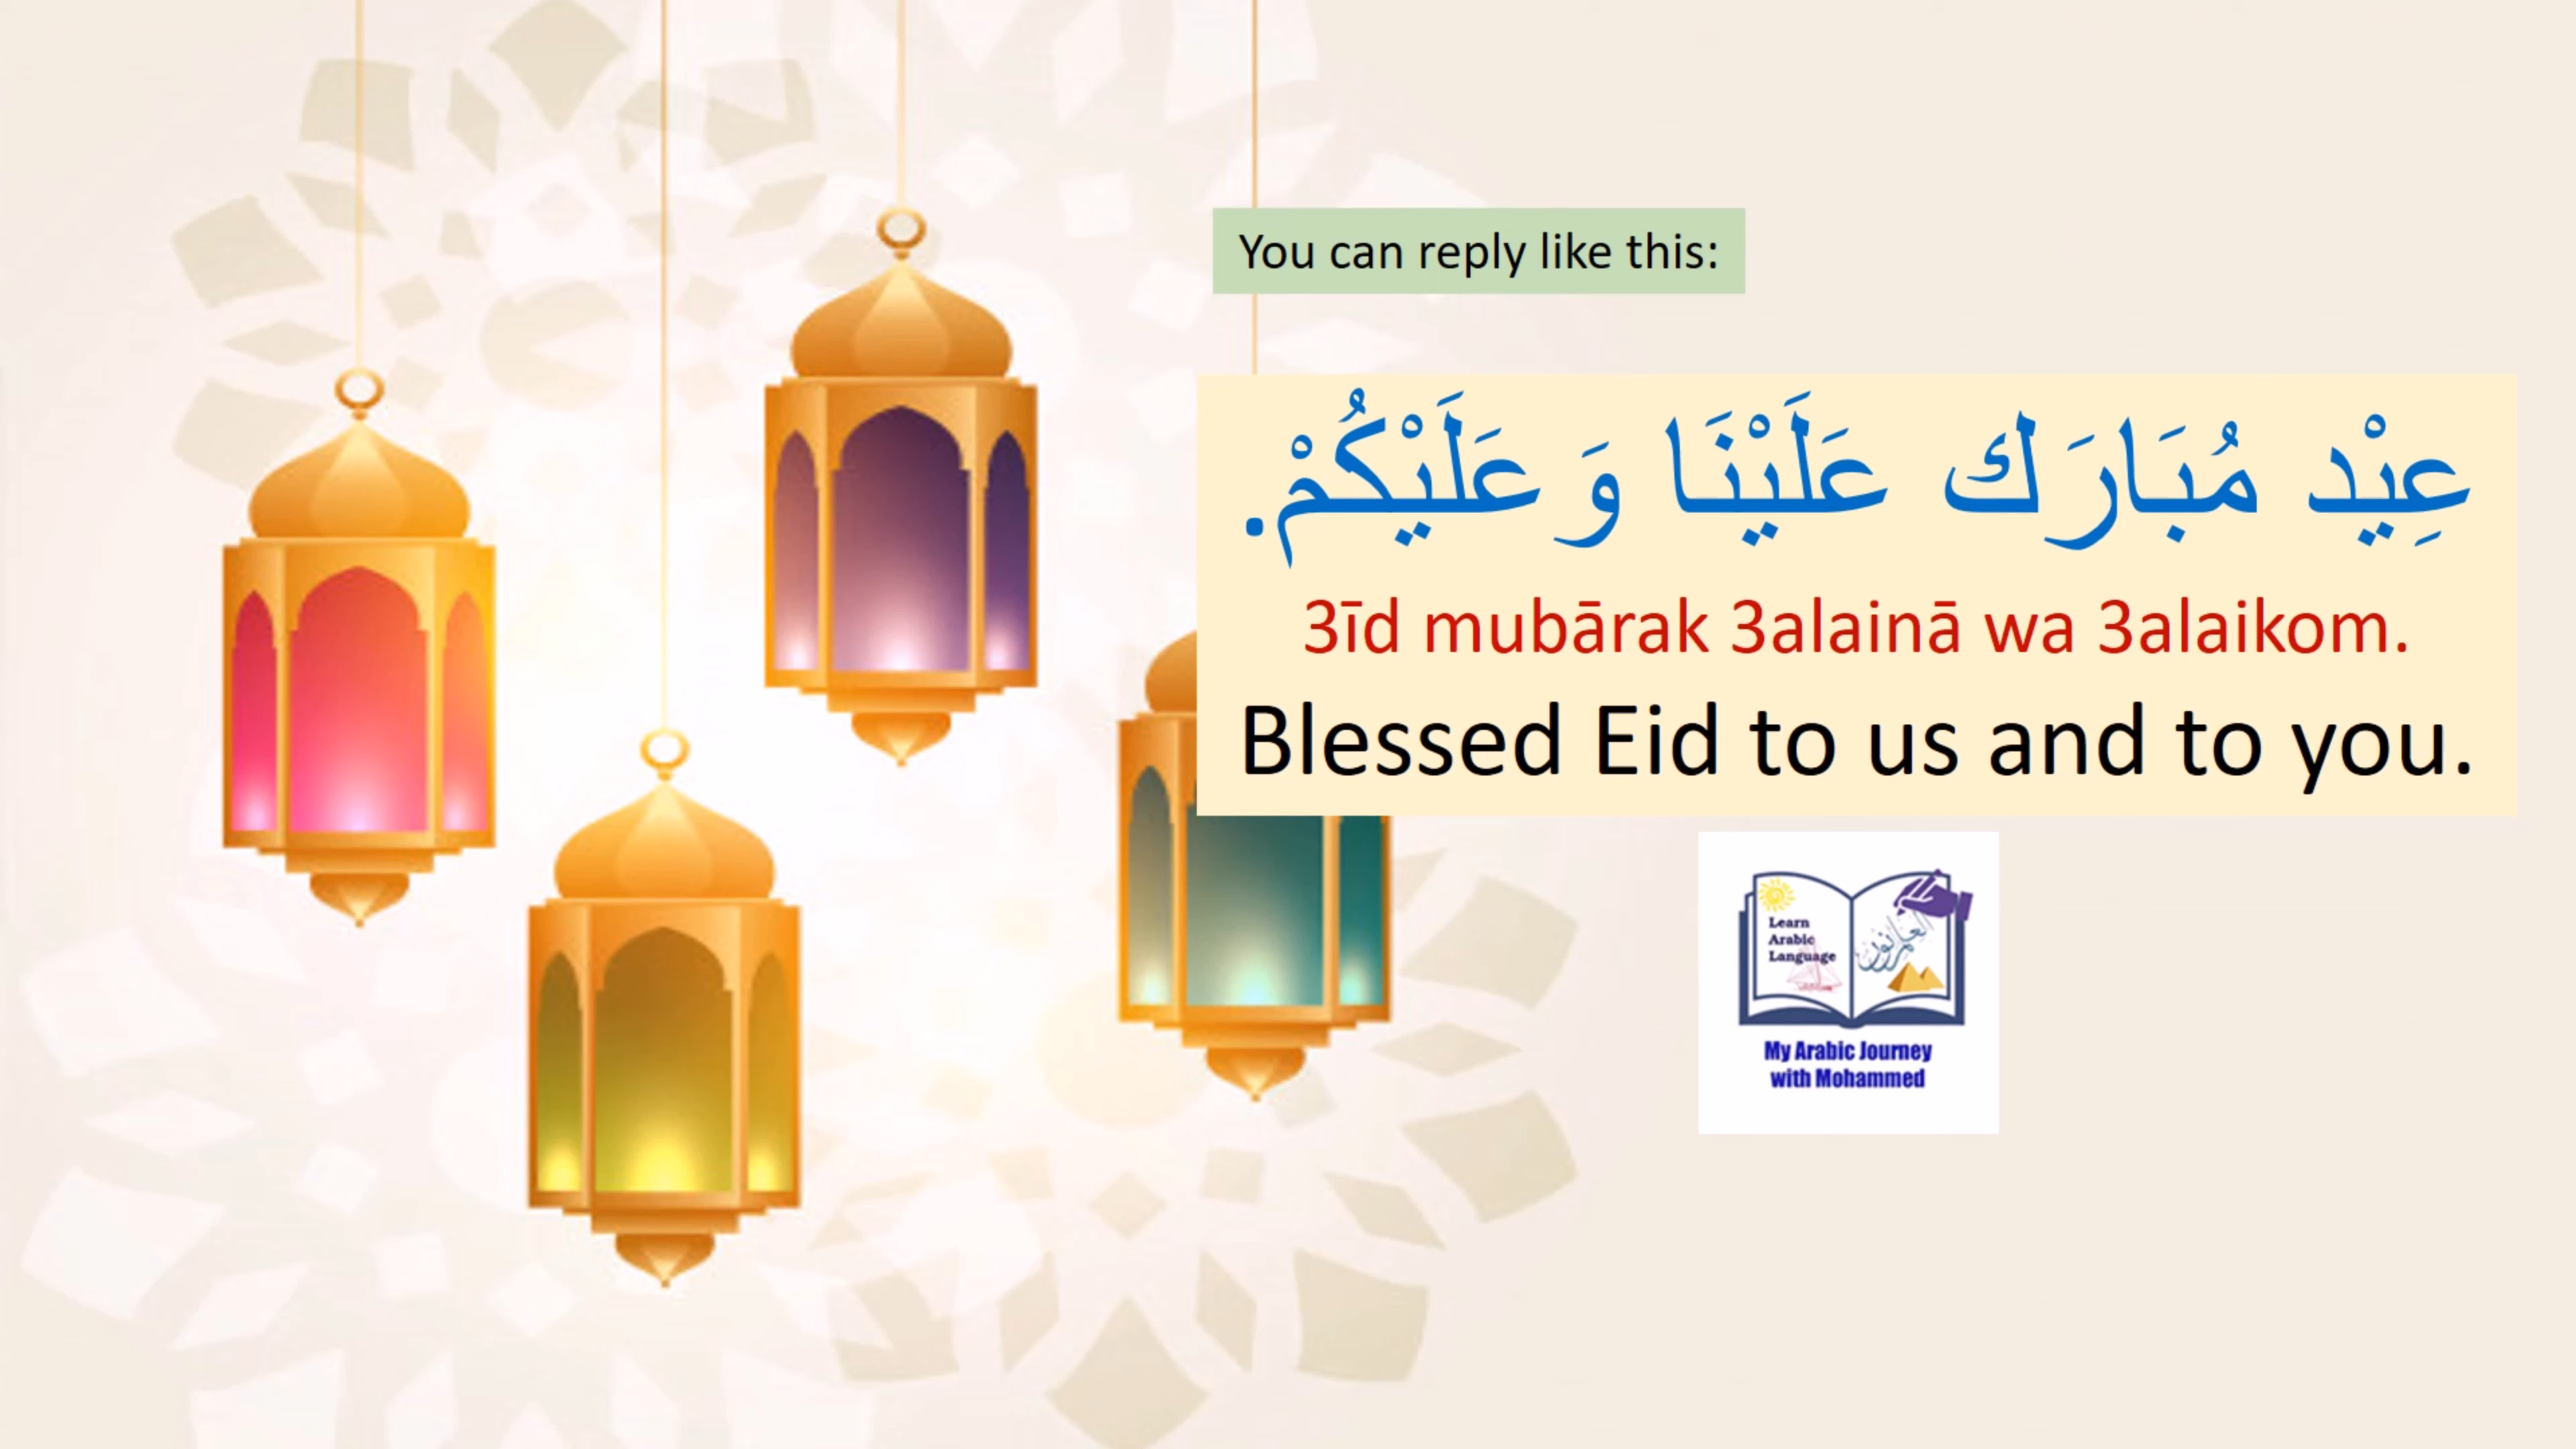 You can reply like this:
عِيْد مُبَارَك عَلَيْنَا وَ عَلَيْكُمْ.
3īd mubārak 3alainā wa 3alaikom.
Blessed Eid to us and to you.
Learn
Arabic
Language
My Arabic Journey
with Mohammed